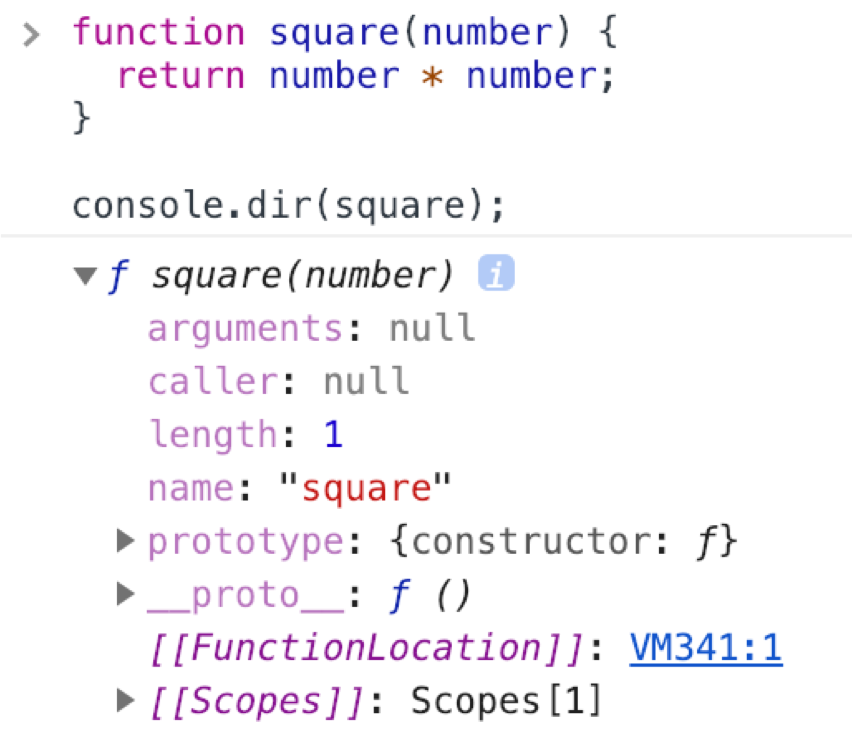 > function square(number) {
  return number * number;
}
console.dir(square);
▼ ƒ square(number) i
arguments: null
caller: null
length: 1
name: "square"
▶ prototype: {constructor: ƒ}
▶ __proto__: ƒ ()
[[FunctionLocation]]: VM341:1
▶ [[Scopes]]: Scopes[1]